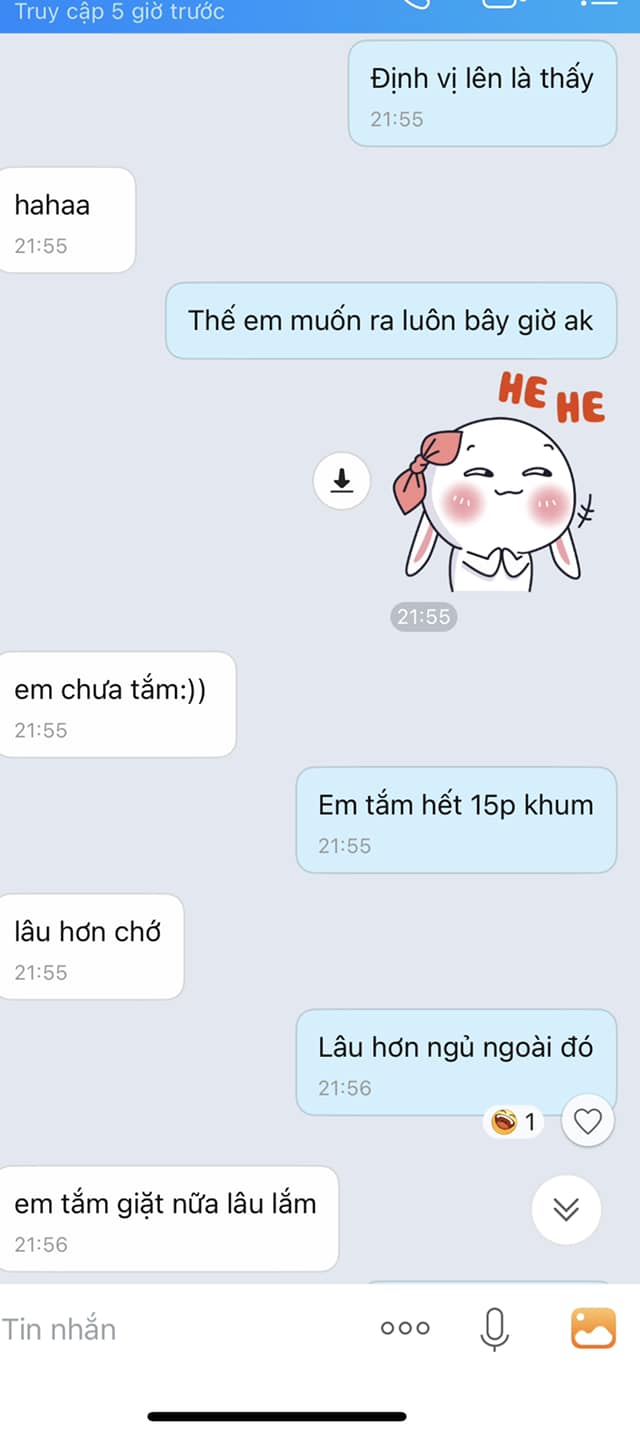 Truy cập 5 giờ trước
Định vị lên là thấy
21:55
hahaa
21:55
Thế em muốn ra luôn bây giờ ak
HE HE
21:55
em chưa tắm:))
21:55
Em tắm hết 15p khum
21:55
lâu hơn chớ
21:55
Lâu hơn ngủ ngoài đó
21:56
1
em tắm giặt nữa lâu lắm
21:56
Tin nhắn